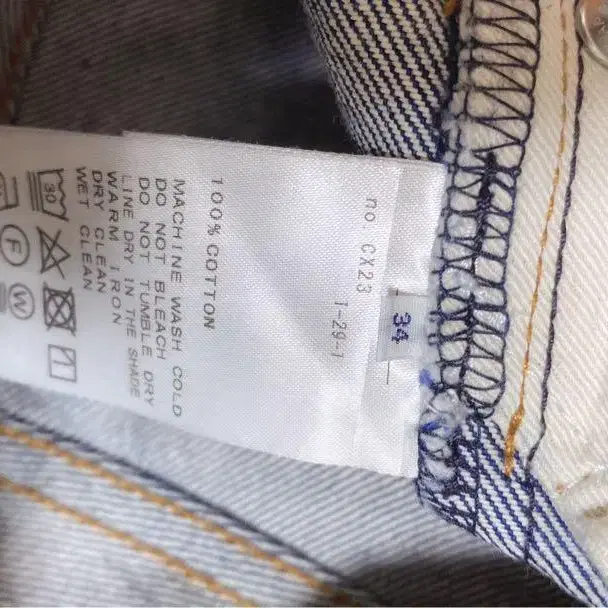 34
no. CX23
1-29-1
100% COTTON
MACHINE WASH COLD
DO NOT BLEACH
DO NOT TUMBLE DRY
LINE DRY IN THE SHADE
WARM IRON
DRY CLEAN
WET CLEAN
30
F
W